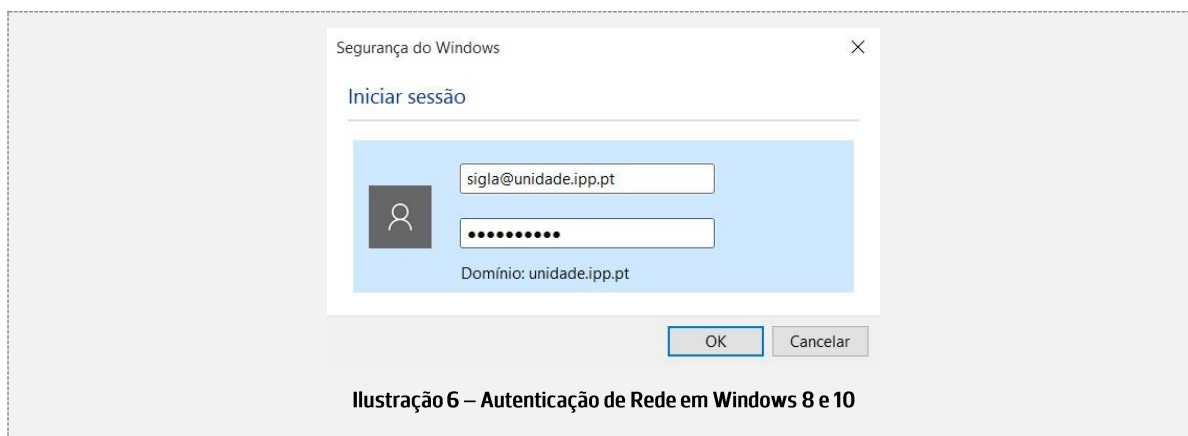 Segurança do Windows
Iniciar sessão
sigla@unidade.ipp.pt
••••••••••
Domínio: unidade.ipp.pt
OK Cancelar
Ilustração 6 – Autenticação de Rede em Windows 8 e 10